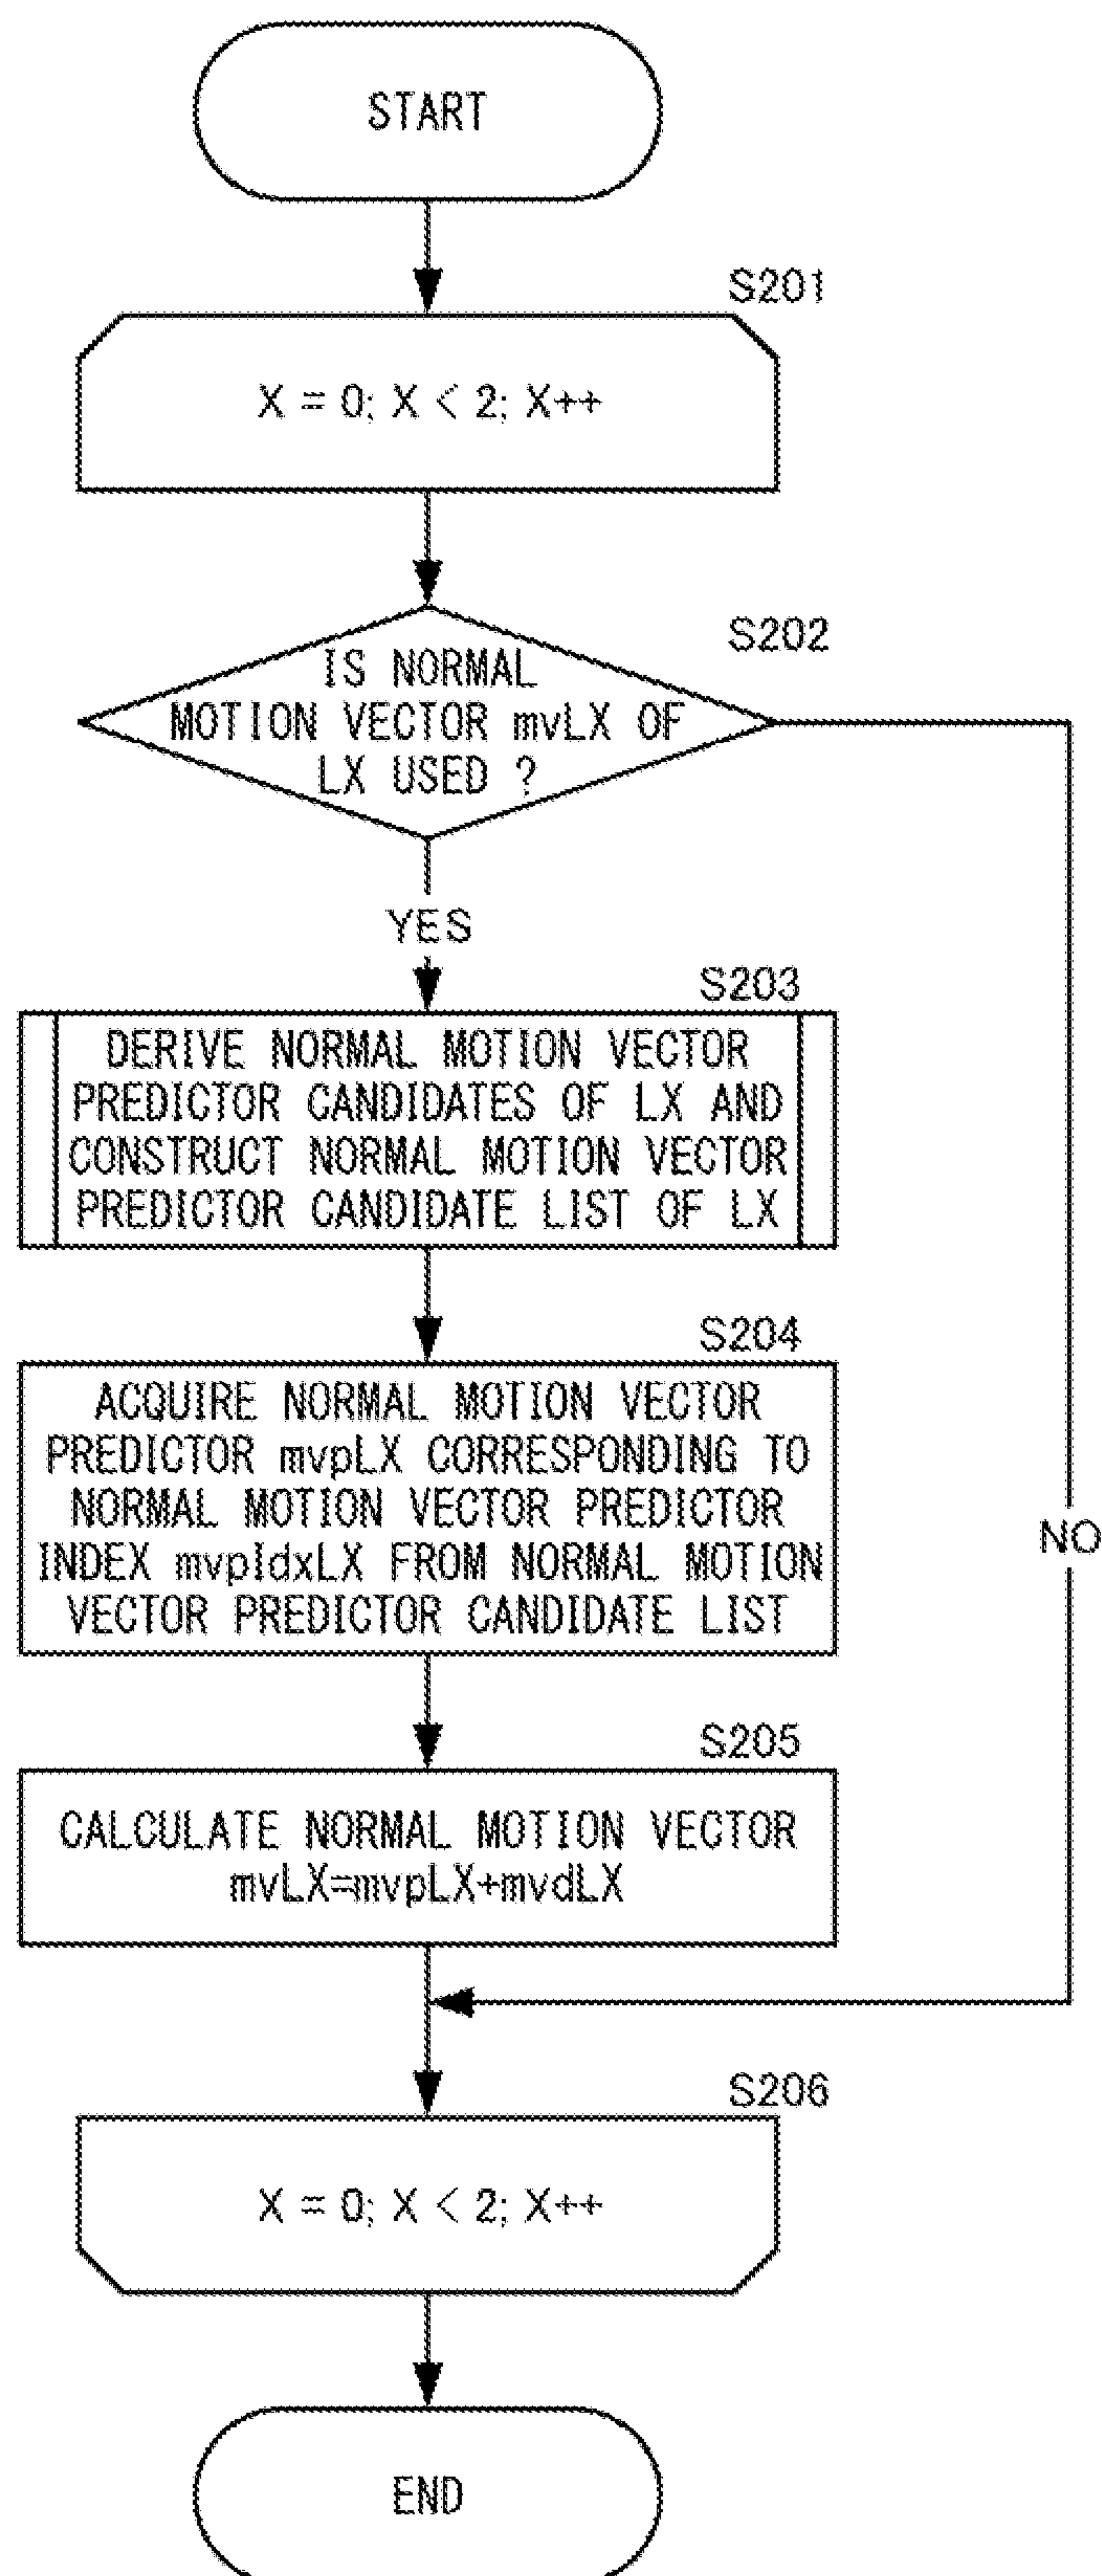 START
S201
X = 0; X < 2; X++
S202
IS NORMAL
MOTION VECTOR mvLX OF
LX USED ?
YES
S203
DERIVE NORMAL MOTION VECTOR
PREDICTOR CANDIDATES OF LX AND
CONSTRUCT NORMAL MOTION VECTOR
PREDICTOR CANDIDATE LIST OF LX
S204
ACQUIRE NORMAL MOTION VECTOR
PREDICTOR mvpLX CORRESPONDING TO
NORMAL MOTION VECTOR PREDICTOR
INDEX mvpIdxLX FROM NORMAL MOTION
VECTOR PREDICTOR CANDIDATE LIST
NO
S205
CALCULATE NORMAL MOTION VECTOR
mvLX=mvpLX+mvdLX
S206
X = 0; X < 2; X++
END